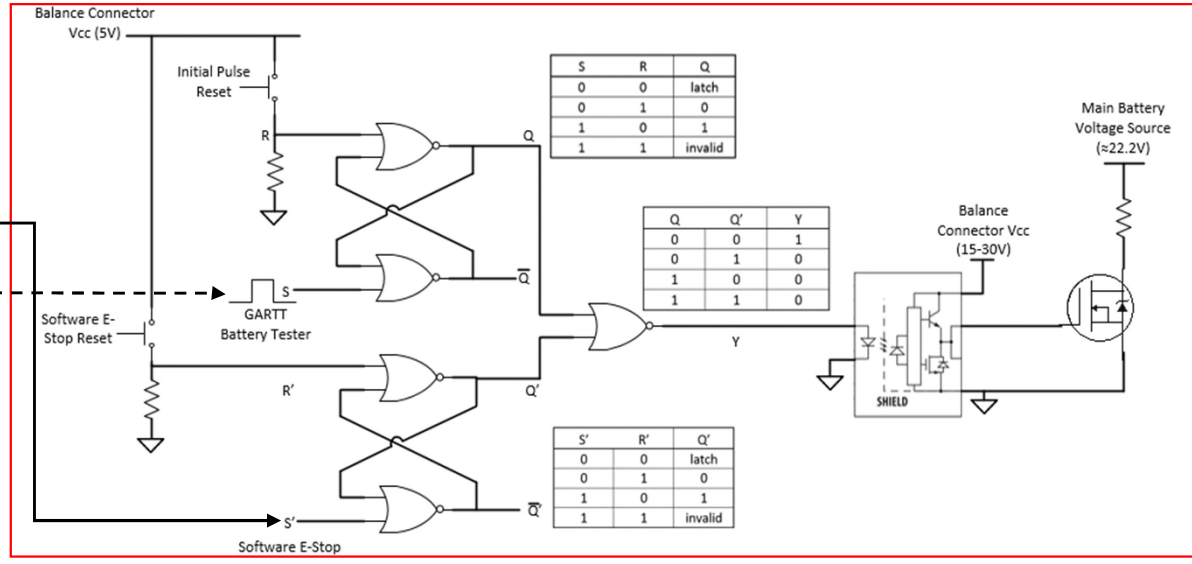 Balance Connector
Vcc (5V)
Initial Pulse
Reset
R
Q
S R Q
0 0 latch
0 1 0
1 0 1
1 1 invalid
Main Battery
Voltage Source
(≈22.2V)
Q Q' Y
0 0 1
0 1 0
1 0 0
1 1 0
Balance
Connector Vcc
(15-30V)
S
Q̅
GARTT
Battery Tester
Software E-
Stop Reset
Y
R'
Q'
SHIELD
S' R' Q'
0 0 latch
0 1 0
1 0 1
1 1 invalid
Q̅'
S'
Software E-Stop